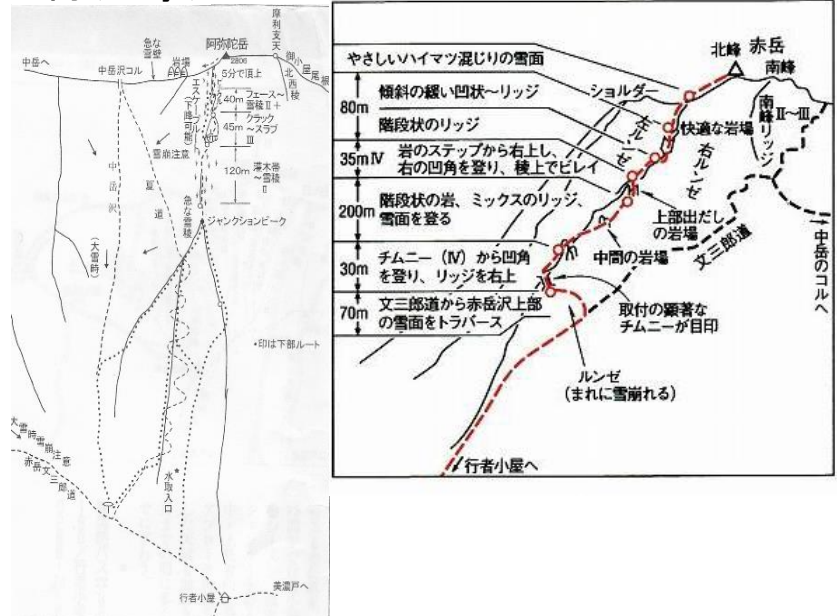 摩利支天
阿弥陀岳
2806
急な雪壁
岩場
中岳へ
中岳沢コル
御小屋尾根
北西稜
5分で頂上
エスケープルンゼ
(下降可能)
40m
フェース～
雪稜Ⅱ+
45m
クラック
～スラブ
Ⅲ
雪崩注意
120m
灌木帯
～雪稜
Ⅱ
中岳沢
夏道
急な雪稜
ジャンクションピーク
(大雪時)
•印は下部ルート
大雪時雪崩注意
赤岳文三郎道
水取入口
行者小屋
美濃戸へ
北峰 赤岳
南峰
やさしいハイマツ混じりの雪面
ショルダー
80m
傾斜の緩い凹状～リッジ
階段状のリッジ
左ルンゼ
快適な岩場
南峰リッジ
Ⅱ～Ⅲ
右ルンゼ
35mⅣ
岩のステップから右上し、
右の凹角を登り、稜上でビレイ
200m
階段状の岩、ミックスのリッジ、
雪面を登る
上部出だし
の岩場
中岳のコルへ
文三郎道
中間の岩場
30m
チムニー(Ⅳ)から凹角
を登り、リッジを右上
70m
文三郎道から赤岳沢上部
の雪面をトラバース
取付の顕著な
チムニーが目印
ルンゼ
(まれに雪崩れる)
行者小屋へ